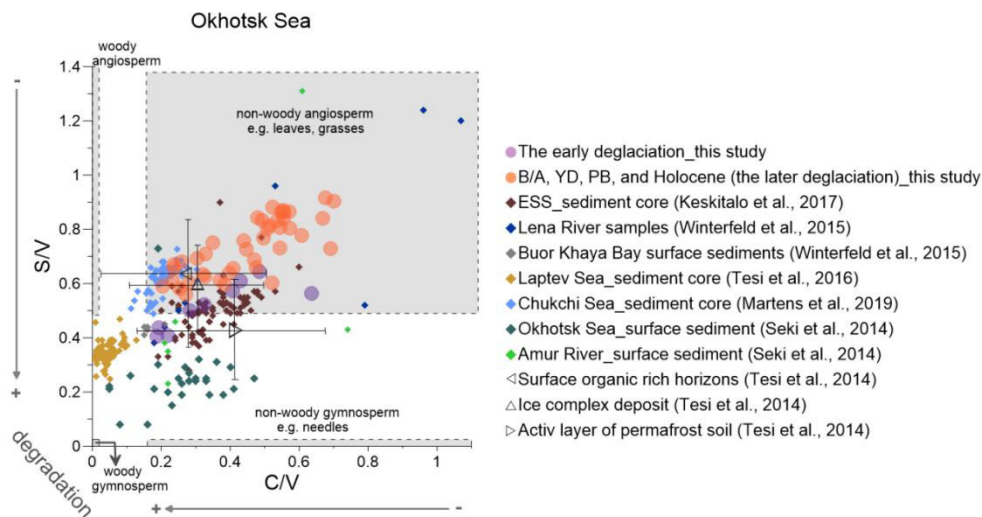 Okhotsk Sea
woody
angiosperm
-
1.4
non-woody angiosperm
e.g. leaves, grasses
1.2
1
0.8
S/V
0.6
0.4
0.2
+
0
non-woody gymnosperm
e.g. needles
0 0.2 0.4 0.6 0.8 1
woody
gymnosperm
C/V
degradation
+ -
The early deglaciation_this study
B/A, YD, PB, and Holocene (the later deglaciation)_this study
ESS_sediment core (Keskitalo et al., 2017)
Lena River samples (Winterfeld et al., 2015)
Buor Khaya Bay surface sediments (Winterfeld et al., 2015)
Laptev Sea_sediment core (Tesi et al., 2016)
Chukchi Sea_sediment core (Martens et al., 2019)
Okhotsk Sea_surface sediment (Seki et al., 2014)
Amur River_surface sediment (Seki et al., 2014)
Surface organic rich horizons (Tesi et al., 2014)
Ice complex deposit (Tesi et al., 2014)
Activ layer of permafrost soil (Tesi et al., 2014)